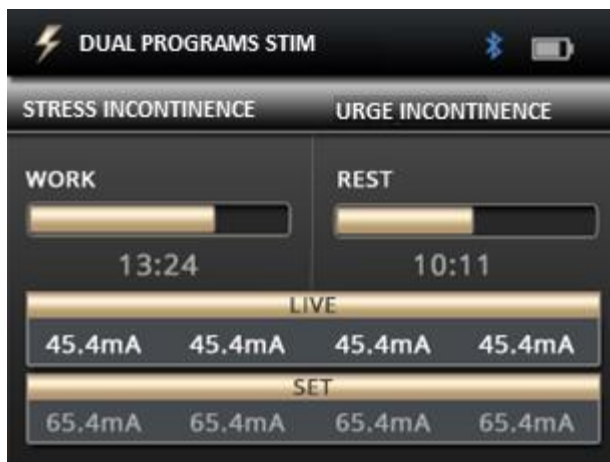 DUAL PROGRAMS STIM
STRESS INCONTINENCE URGE INCONTINENCE
WORK REST
13:24 10:11
LIVE
45.4mA 45.4mA 45.4mA 45.4mA
SET
65.4mA 65.4mA 65.4mA 65.4mA